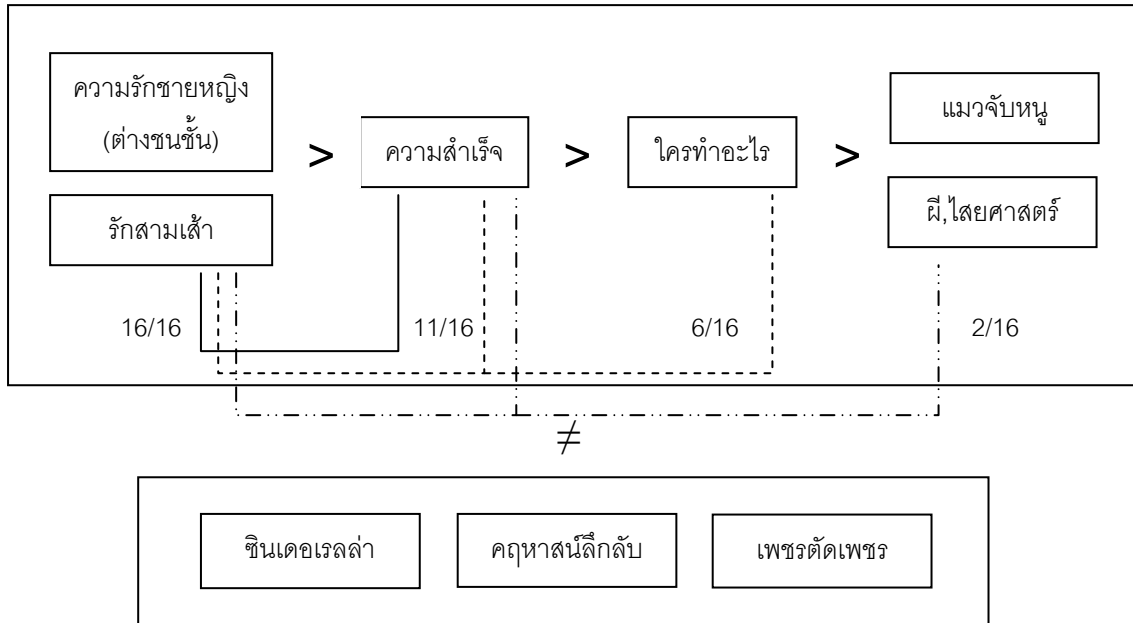 ความรักชายหญิง
(ต่างชนชั้น)
รักสามเส้า
>
ความสำเร็จ
>
ใครทำอะไร
>
แมวจับหนู
ผี,ไสยศาสตร์
16/16
11/16
6/16
2/16
≠
ซินเดอเรลล่า
คฤหาสน์ลึกลับ
เพชรตัดเพชร